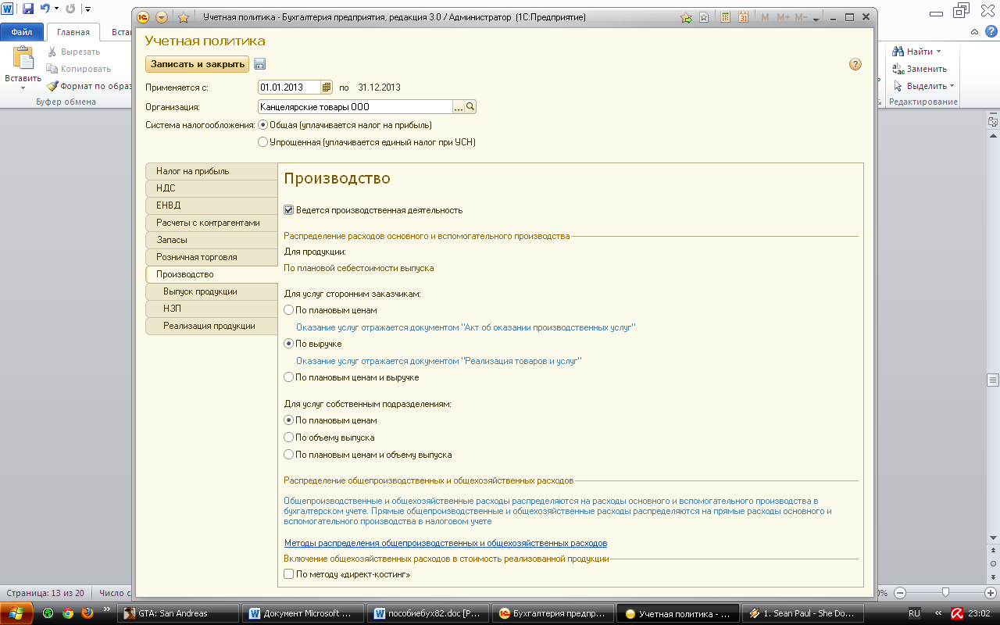 Учетная политика - Бухгалтерия предприятия, редакция 3.0 / Администратор (1С:Предприятие)
M M+ M-
Файл
Главная
Вста
Вставить
Вырезать
Копировать
Формат по образ
Буфер обмена
Найти
Заменить
Выделить
Редактирование
Учетная политика
Записать и закрыть
?
Применяется с: 01.01.2013 по 31.12.2013
Организация: Канцелярские товары ООО ...
Система налогообложения: Общая (уплачивается налог на прибыль)
Упрощенная (уплачивается единый налог при УСН)
Налог на прибыль
НДС
ЕНВД
Расчеты с контрагентами
Запасы
Розничная торговля
Производство
Выпуск продукции
НЗП
Реализация продукции
Производство
Ведется производственная деятельность
Распределение расходов основного и вспомогательного производства
Для продукции:
По плановой себестоимости выпуска
Для услуг сторонним заказчикам:
По плановым ценам
Оказание услуг отражается документом "Акт об оказании производственных услуг"
По выручке
Оказание услуг отражается документом "Реализация товаров и услуг"
По плановым ценам и выручке
Для услуг собственным подразделениям:
По плановым ценам
По объему выпуска
По плановым ценам и объему выпуска
Распределение общепроизводственных и общехозяйственных расходов
Общепроизводственные и общехозяйственные расходы распределяются на расходы основного и вспомогательного производства в
бухгалтерском учете. Прямые общепроизводственные и общехозяйственные расходы распределяются на прямые расходы основного и
вспомогательного производства в налоговом учете
Методы распределения общепроизводственных и общехозяйственных расходов
Включение общехозяйственных расходов в стоимость реализованной продукции
По методу «директ-костинг»
Страница: 13 из 20
Число с
0%
GTA: San Andreas
Документ Microsoft ...
пособиебух82.doc [Р...
Бухгалтерия предпр...
Учетная политика - ...
1. Sean Paul - She Do...
RU
23:02